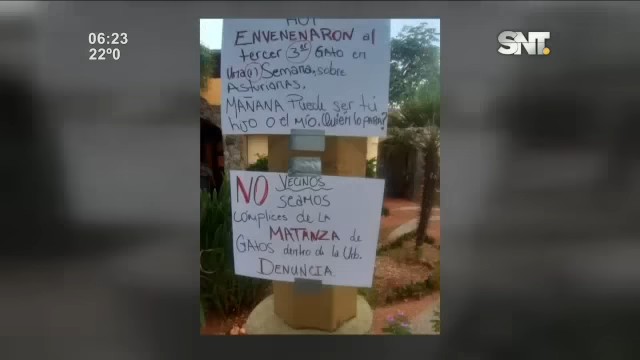 06:23
22°0
SNT.
HOY
ENVENENARON al
tercer 3er GATO en
Una(1) Semana, sobre
Asturianas.
MAÑANA Puede ser tú
hijo o el mío. Quien lo para?
NO VECINOS
SEAMOS
Cómplices de LA
MATANZA de
GATOS dentro de la Urb.
DENUNCIA